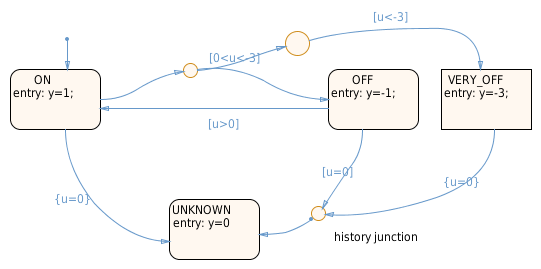 [u<-3]
[0<u<-3]
ON
entry: y=1;
OFF
entry: y=-1;
VERY_OFF
entry: y=-3;
[u>0]
[u=0]
{u=0}
{u=0}
UNKNOWN
entry: y=0
history junction